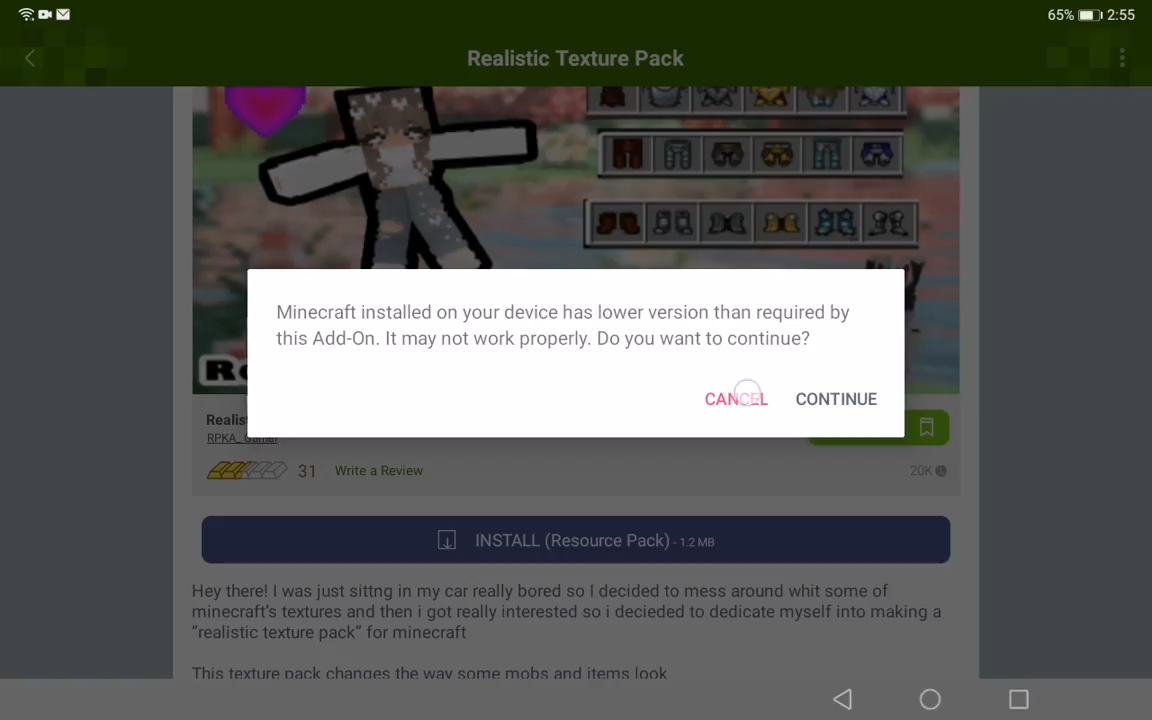 65% 2:55
Realistic Texture Pack
Minecraft installed on your device has lower version than required by
this Add-On. It may not work properly. Do you want to continue?
CANCEL CONTINUE
RPKA_Gamer
31 Write a Review 20K
INSTALL (Resource Pack) - 1.2 MB
Hey there! I was just sittng in my car really bored so I decided to mess around whit some of
minecraft's textures and then i got really interested so i decieded to dedicate myself into making a
"realistic texture pack" for minecraft
This texture pack changes the way some mobs and items look